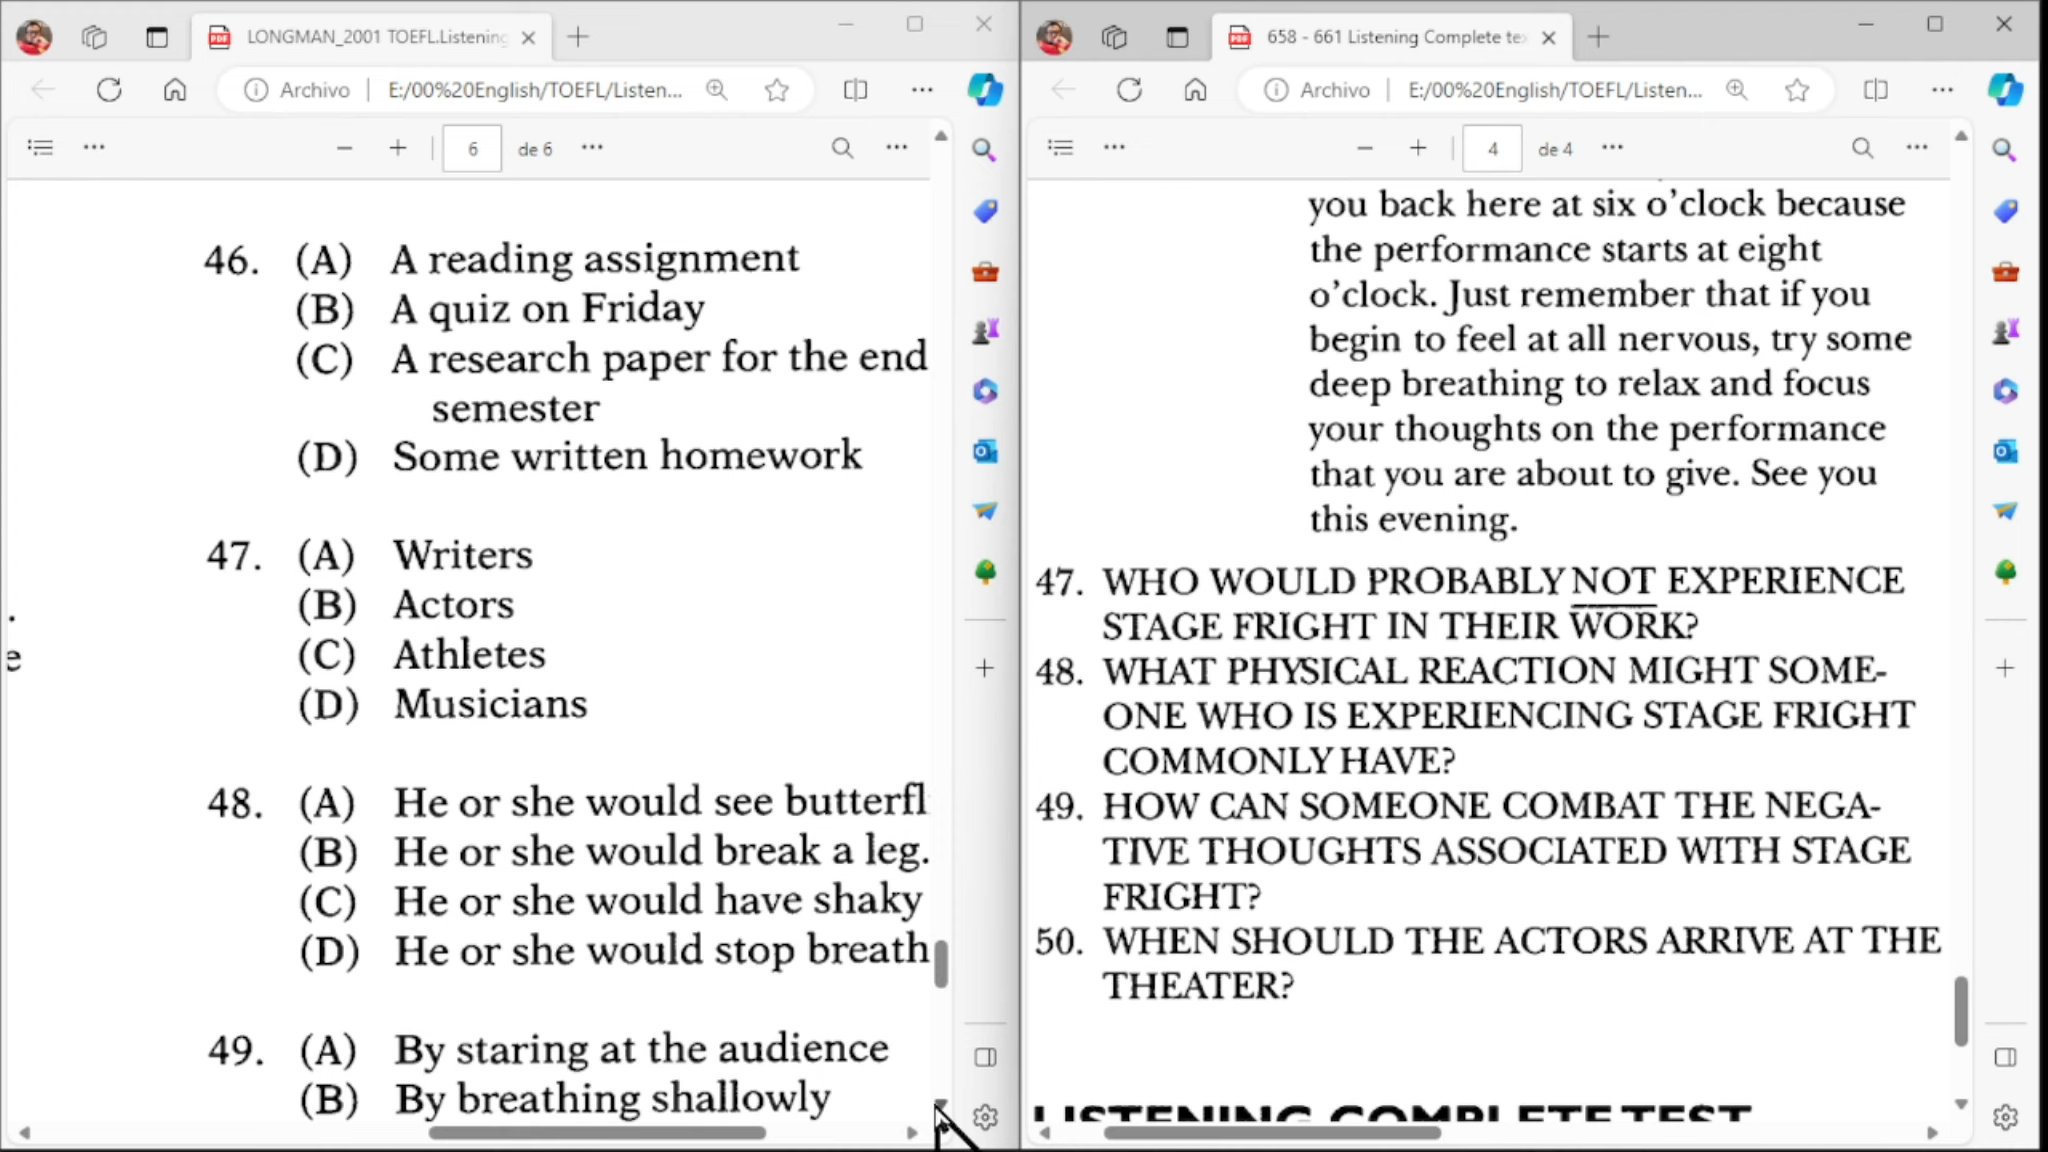 LONGMAN_2001 TOEFL.Listening
Archivo
E:/00%20English/TOEFL/Listen...
6
de 6
46. (A) A reading assignment
(B) A quiz on Friday
(C) A research paper for the end
semester
(D) Some written homework
47. (A) Writers
(B) Actors
(C) Athletes
(D) Musicians
48. (A) He or she would see butterfl
(B) He or she would break a leg.
(C) He or she would have shaky
(D) He or she would stop breath
49. (A) By staring at the audience
(B) By breathing shallowly
.
e
658 - 661 Listening Complete tex
Archivo
E:/00%20English/TOEFL/Listen...
4
de 4
you back here at six o'clock because
the performance starts at eight
o'clock. Just remember that if you
begin to feel at all nervous, try some
deep breathing to relax and focus
your thoughts on the performance
that you are about to give. See you
this evening.
47. WHO WOULD PROBABLY NOT EXPERIENCE
STAGE FRIGHT IN THEIR WORK?
48. WHAT PHYSICAL REACTION MIGHT SOME-
ONE WHO IS EXPERIENCING STAGE FRIGHT
COMMONLY HAVE?
49. HOW CAN SOMEONE COMBAT THE NEGA-
TIVE THOUGHTS ASSOCIATED WITH STAGE
FRIGHT?
50. WHEN SHOULD THE ACTORS ARRIVE AT THE
THEATER?
LISTENING COMPLETE TEST